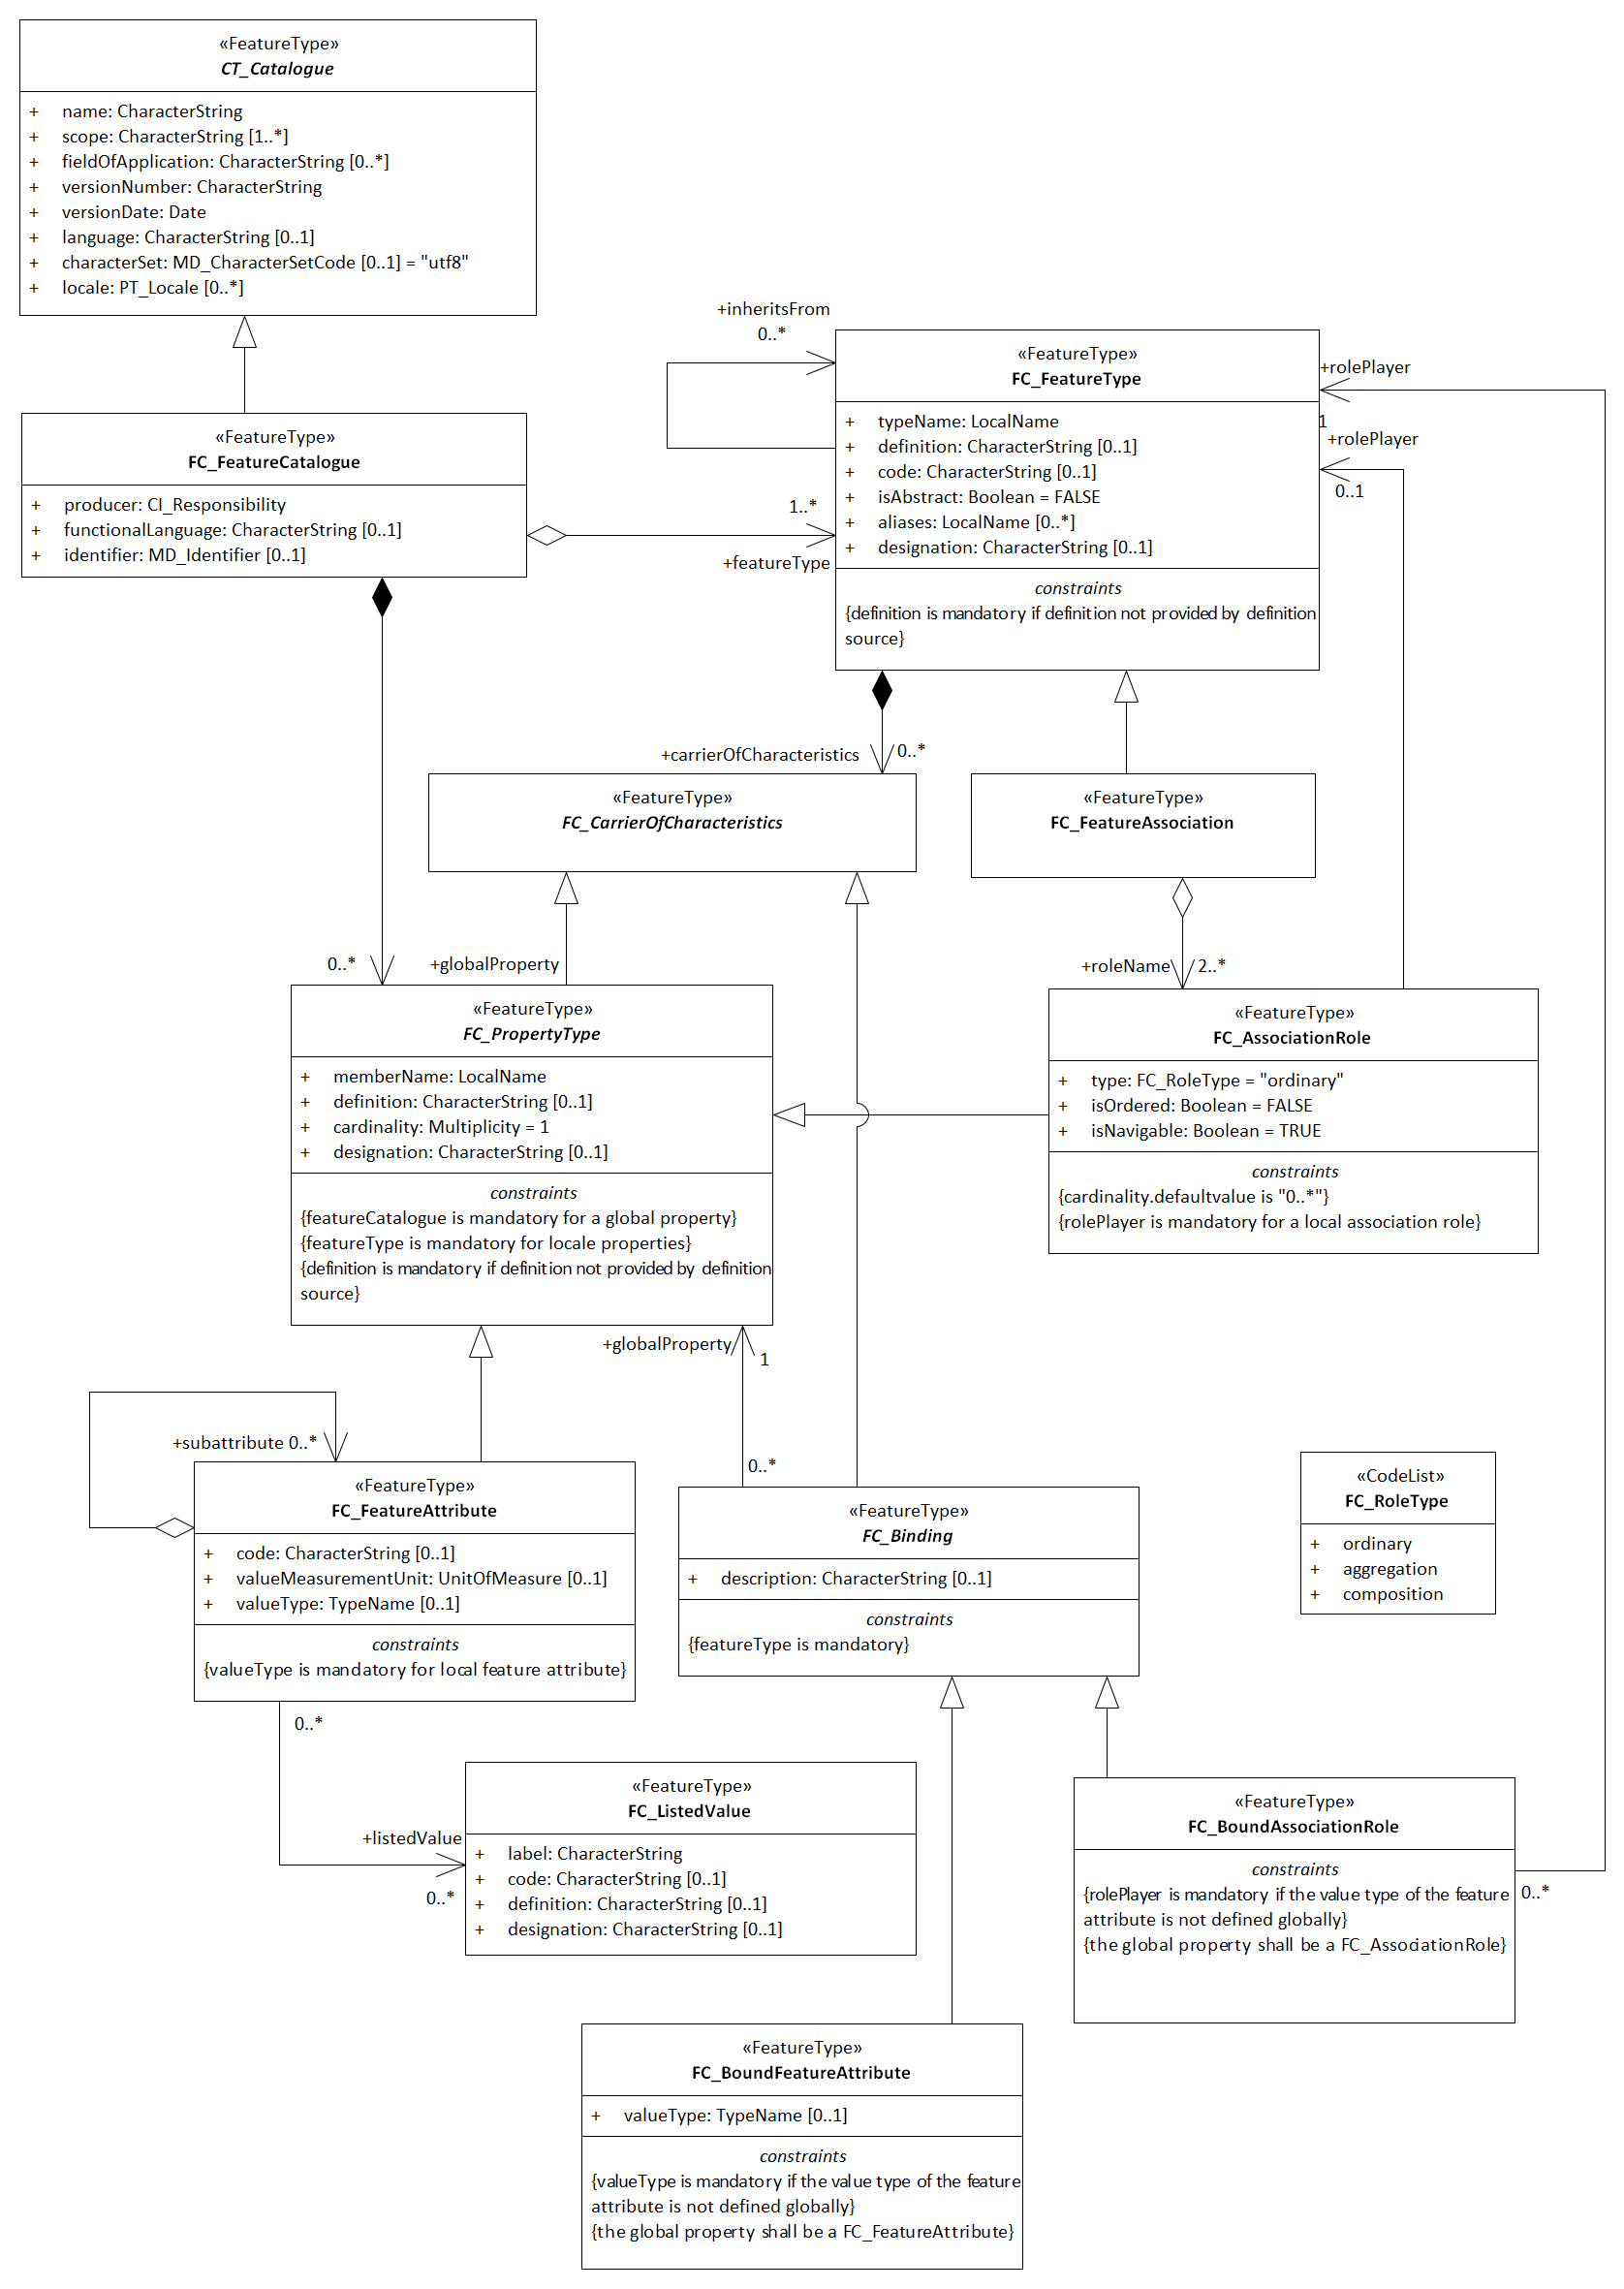 «FeatureType»
CT_Catalogue
+ name: CharacterString
+ scope: CharacterString [1..*]
+ fieldOfApplication: CharacterString [0..*]
+ versionNumber: CharacterString
+ versionDate: Date
+ language: CharacterString [0..1]
+ characterSet: MD_CharacterSetCode [0..1] = "utf8"
+ locale: PT_Locale [0..*]
+inheritsFrom
0..*
«FeatureType»
FC_FeatureType
+ typeName: LocalName
+ definition: CharacterString [0..1]
+ code: CharacterString [0..1]
+ isAbstract: Boolean = FALSE
+ aliases: LocalName [0..*]
+ designation: CharacterString [0..1]
constraints
{definition is mandatory if definition not provided by definition
source}
+rolePlayer
1
+rolePlayer
0..1
«FeatureType»
FC_FeatureCatalogue
+ producer: CI_Responsibility
+ functionalLanguage: CharacterString [0..1]
+ identifier: MD_Identifier [0..1]
1..*
+featureType
+carrierOfCharacteristics
0..*
«FeatureType»
FC_CarrierOfCharacteristics
«FeatureType»
FC_FeatureAssociation
0..*
+globalProperty
+roleName
2..*
«FeatureType»
FC_PropertyType
+ memberName: LocalName
+ definition: CharacterString [0..1]
+ cardinality: Multiplicity = 1
+ designation: CharacterString [0..1]
constraints
{featureCatalogue is mandatory for a global property}
{featureType is mandatory for locale properties}
{definition is mandatory if definition not provided by definition
source}
«FeatureType»
FC_AssociationRole
+ type: FC_RoleType = "ordinary"
+ isOrdered: Boolean = FALSE
+ isNavigable: Boolean = TRUE
constraints
{cardinality.defaultvalue is "0..*"}
{rolePlayer is mandatory for a local association role}
+globalProperty
1
0..*
+subattribute 0..*
«FeatureType»
FC_FeatureAttribute
+ code: CharacterString [0..1]
+ valueMeasurementUnit: UnitOfMeasure [0..1]
+ valueType: TypeName [0..1]
constraints
{valueType is mandatory for local feature attribute}
«FeatureType»
FC_Binding
+ description: CharacterString [0..1]
constraints
{featureType is mandatory}
«CodeList»
FC_RoleType
+ ordinary
+ aggregation
+ composition
0..*
+listedValue
0..*
«FeatureType»
FC_ListedValue
+ label: CharacterString
+ code: CharacterString [0..1]
+ definition: CharacterString [0..1]
+ designation: CharacterString [0..1]
«FeatureType»
FC_BoundAssociationRole
constraints
{rolePlayer is mandatory if the value type of the feature
attribute is not defined globally}
{the global property shall be a FC_AssociationRole}
0..*
«FeatureType»
FC_BoundFeatureAttribute
+ valueType: TypeName [0..1]
constraints
{valueType is mandatory if the value type of the feature
attribute is not defined globally}
{the global property shall be a FC_FeatureAttribute}